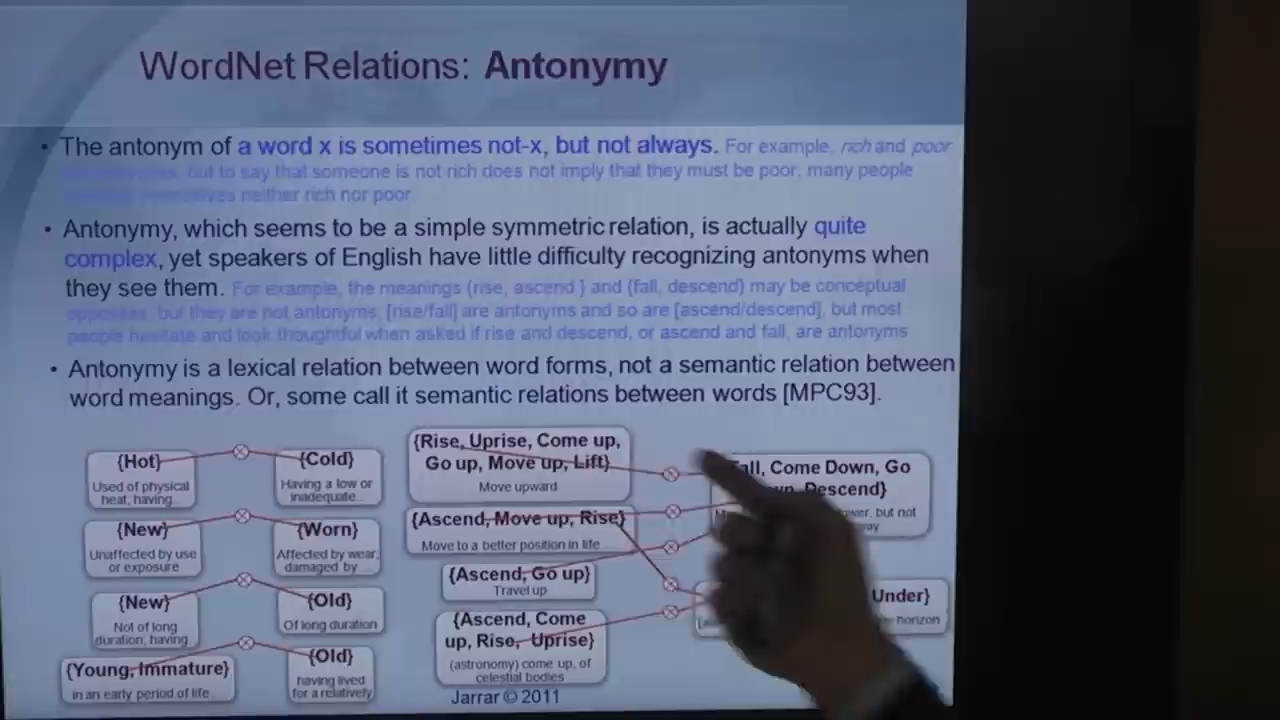 WordNet Relations: Antonymy
• The antonym of a word x is sometimes not-x, but not always. For example, rich and poor
but to say that someone is not rich does not imply that they must be poor, many people
neither rich nor poor
• Antonymy, which seems to be a simple symmetric relation, is actually quite
complex, yet speakers of English have little difficulty recognizing antonyms when
they see them. For example, the meanings {rise, ascend } and {fall, descend} may be conceptual
opposites, but they are not antonyms, [rise/fall] are antonyms and so are [ascend/descend], but most
people hesitate and look thoughtful when asked if rise and descend, or ascend and fall, are antonyms
• Antonymy is a lexical relation between word forms, not a semantic relation between
word meanings. Or, some call it semantic relations between words [MPC93].
{Hot}
Used of physical
heat; having...
{Cold}
Having a low or
inadequate...
{New}
Unaffected by use
or exposure
{Worn}
Affected by wear;
damaged by
{New}
Not of long
duration; having
{Old}
Of long duration
{Young, Immature}
in an early period of life...
{Old}
having lived
for a relatively
{Rise, Uprise, Come up,
Go up, Move up, Lift}
Move upward
{Ascend, Move up, Rise}
Move to a better position in life
{Ascend, Go up}
Travel up
{Ascend, Come
up, Rise, Uprise}
(astronomy) come up, of
celestial bodies
Come Down, Go
Descend}
but not
Under}
horizon
Jarrar © 2011